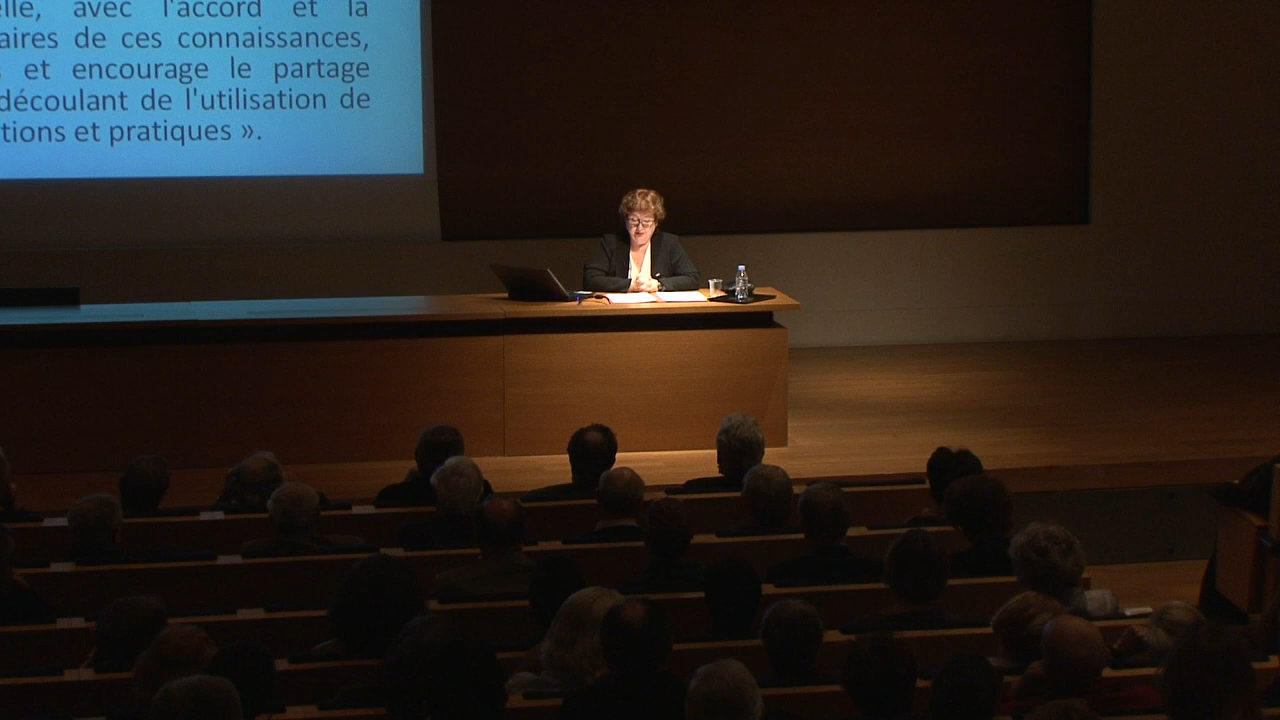 elle, avec l'accord et la
aires de ces connaissances,
s et encourage le partage
découlant de l'utilisation de
tions et pratiques ».